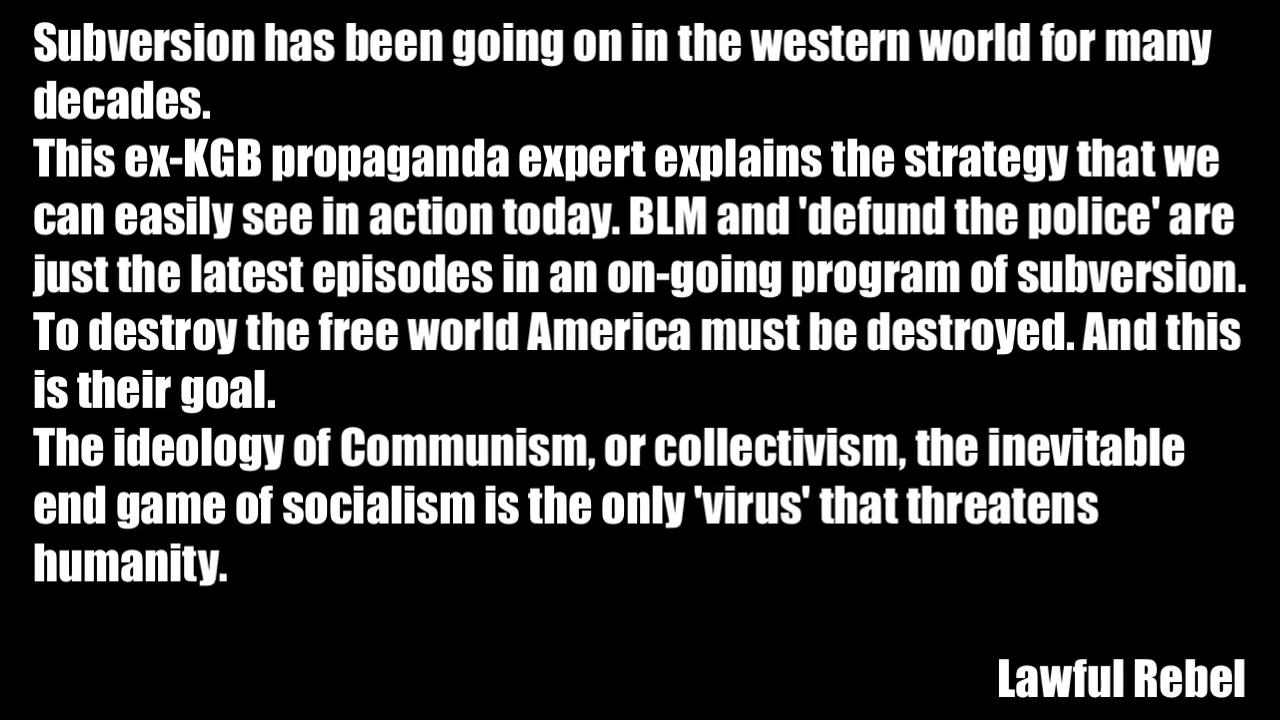 Subversion has been going on in the western world for many
decades.
This ex-KGB propaganda expert explains the strategy that we
can easily see in action today. BLM and 'defund the police' are
just the latest episodes in an on-going program of subversion.
To destroy the free world America must be destroyed. And this
is their goal.
The ideology of Communism, or collectivism, the inevitable
end game of socialism is the only 'virus' that threatens
humanity.
Lawful Rebel